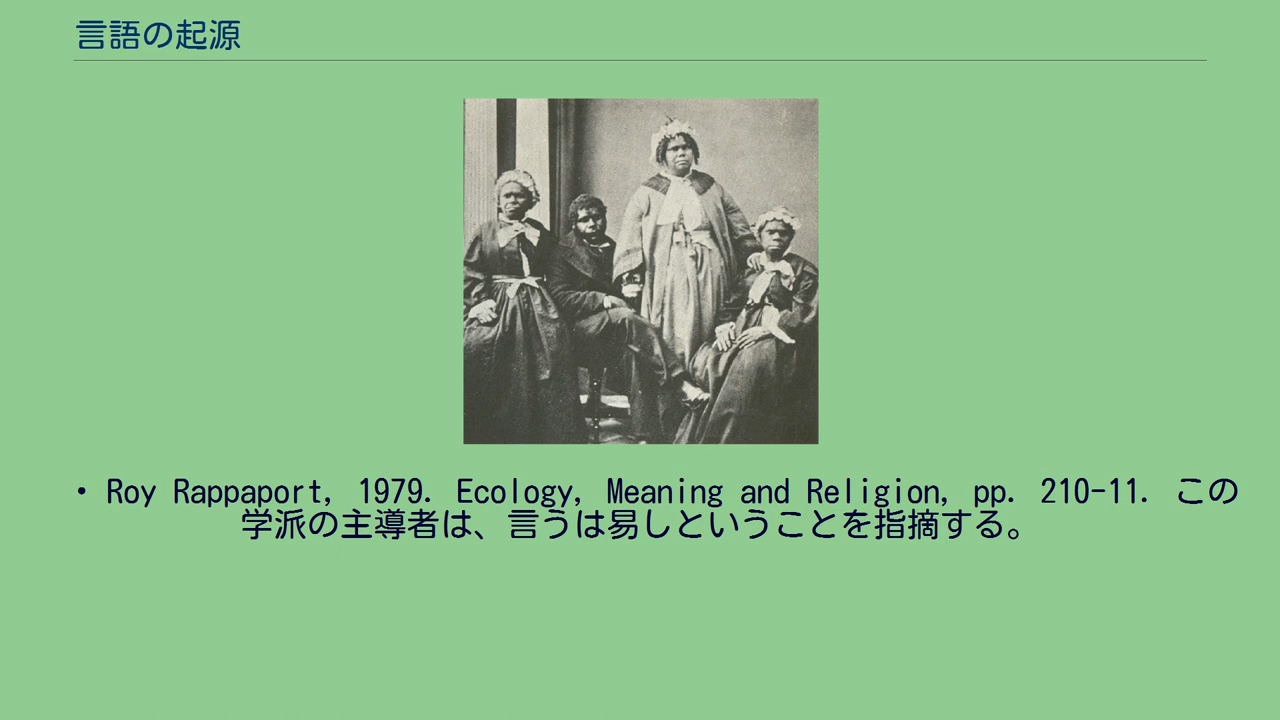 言語の起源
• Roy Rappaport, 1979. Ecology, Meaning and Religion, pp. 210-11. この
学派の主導者は、言うは易しということを指摘する。